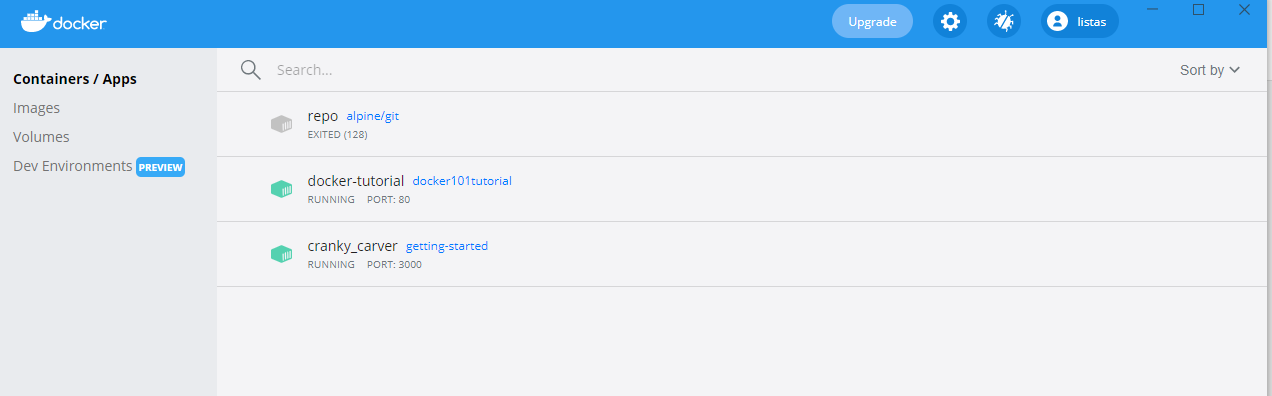 docker
Upgrade
listas
Containers / Apps
Images
Volumes
Dev Environments PREVIEW
Search...
Sort by
repo alpine/git
EXITED (128)
docker-tutorial docker101tutorial
RUNNING PORT: 80
cranky_carver getting-started
RUNNING PORT: 3000